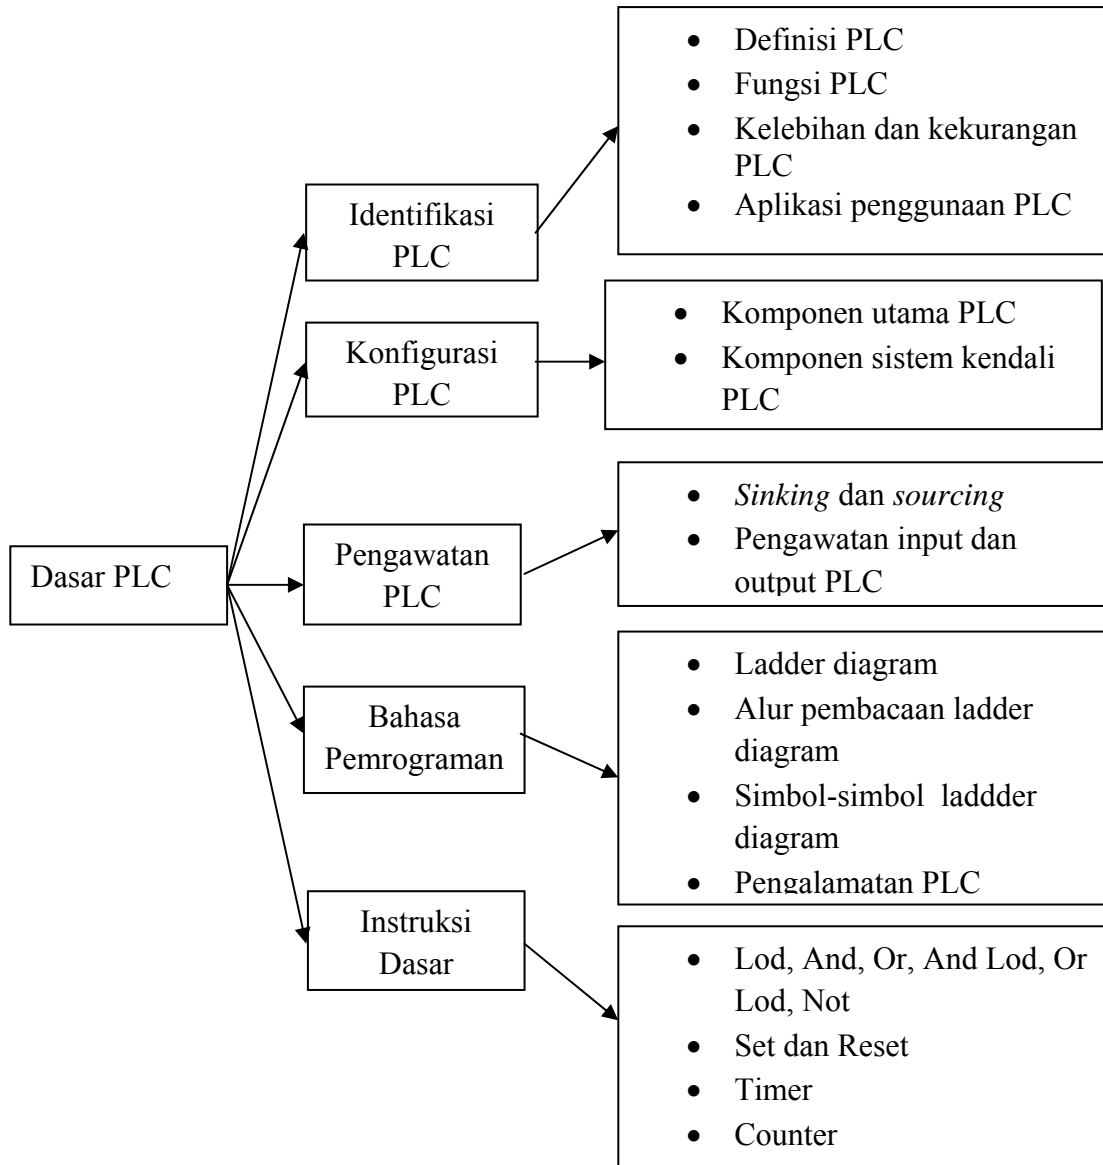 Dasar PLC
Identifikasi
PLC
• Definisi PLC
• Fungsi PLC
• Kelebihan dan kekurangan
PLC
• Aplikasi penggunaan PLC
Konfigurasi
PLC
• Komponen utama PLC
• Komponen sistem kendali
PLC
Pengawatan
PLC
• Sinking dan sourcing
• Pengawatan input dan
output PLC
Bahasa
Pemrograman
• Ladder diagram
• Alur pembacaan ladder
diagram
• Simbol-simbol laddder
diagram
• Pengalamatan PLC
Instruksi
Dasar
• Lod, And, Or, And Lod, Or
Lod, Not
• Set dan Reset
• Timer
• Counter